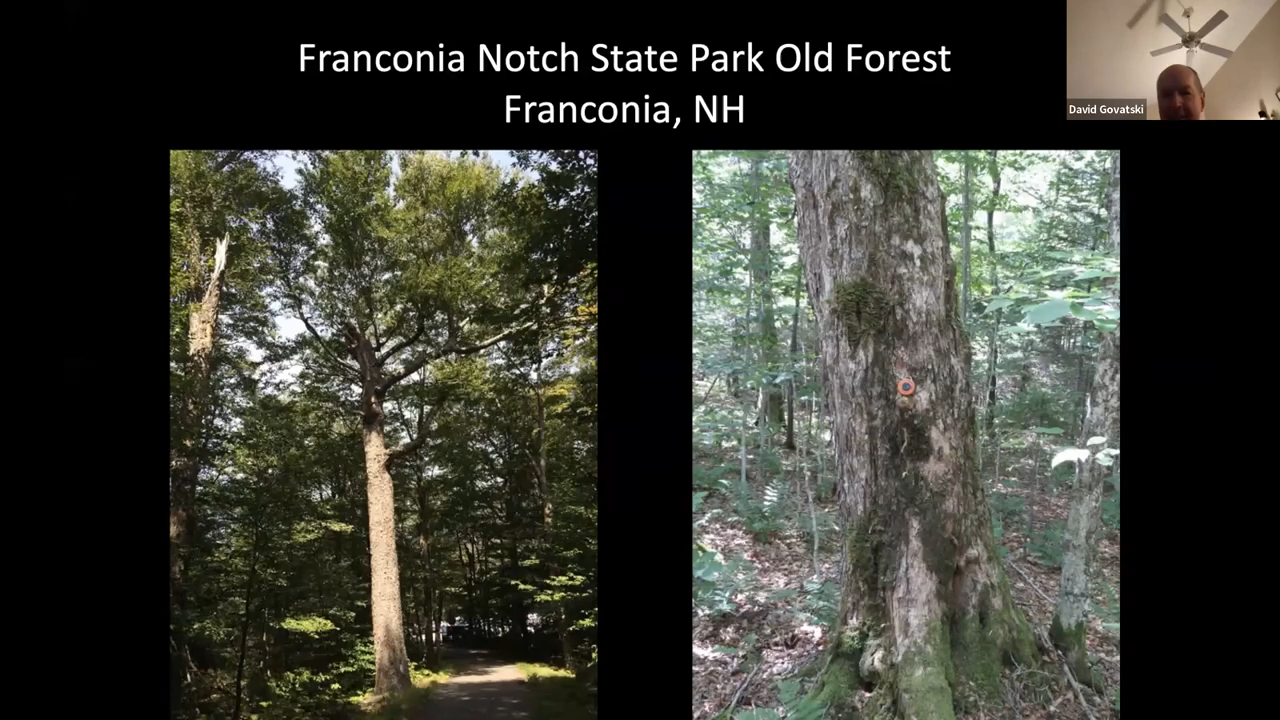 Franconia Notch State Park Old Forest
Franconia, NH
David Govatski